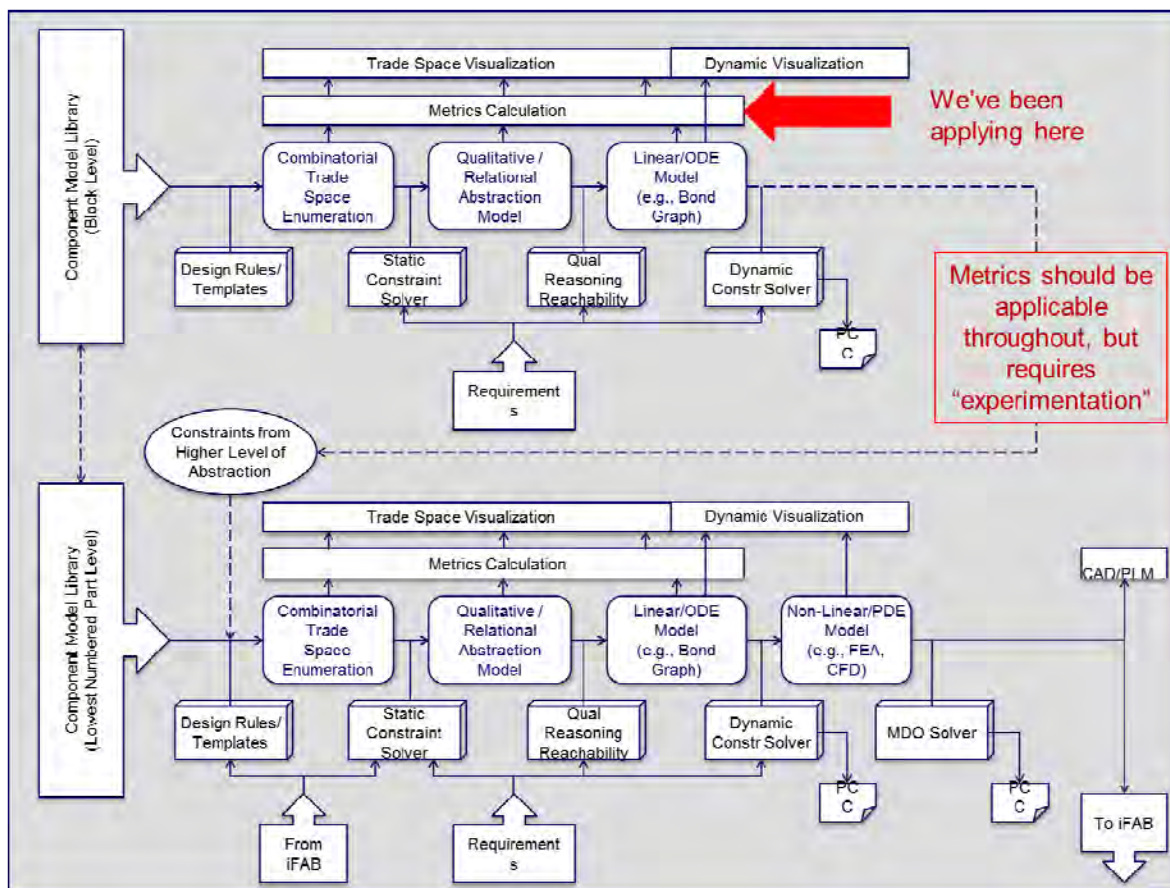 Trade Space Visualization
Dynamic Visualization
Metrics Calculation
We've been
applying here
Component Model Library
(Block Level)
Combinatorial
Trade
Space
Enumeration
Qualitative /
Relational
Abstraction
Model
Linear/ODE
Model
(e.g., Bond
Graph)
Design Rules/
Templates
Static
Constraint
Solver
Qual
Reasoning
Reachability
Dynamic
Constr Solver
PC
C
Requirement
s
Metrics should be
applicable
throughout, but
requires
“experimentation”
Constraints from
Higher Level of
Abstraction
Component Model Library
(Lowest Numbered Part Level)
Trade Space Visualization
Dynamic Visualization
Metrics Calculation
CAD/PLM
Combinatorial
Trade
Space
Enumeration
Qualitative /
Relational
Abstraction
Model
Linear/ODE
Model
(e.g., Bond
Graph)
Non-Linear/PDE
Model
(e.g., FEA,
CFD)
Design Rules/
Templates
Static
Constraint
Solver
Qual
Reasoning
Reachability
Dynamic
Constr Solver
MDO Solver
PC
C
PC
C
From
iFAB
Requirement
s
To iFAB